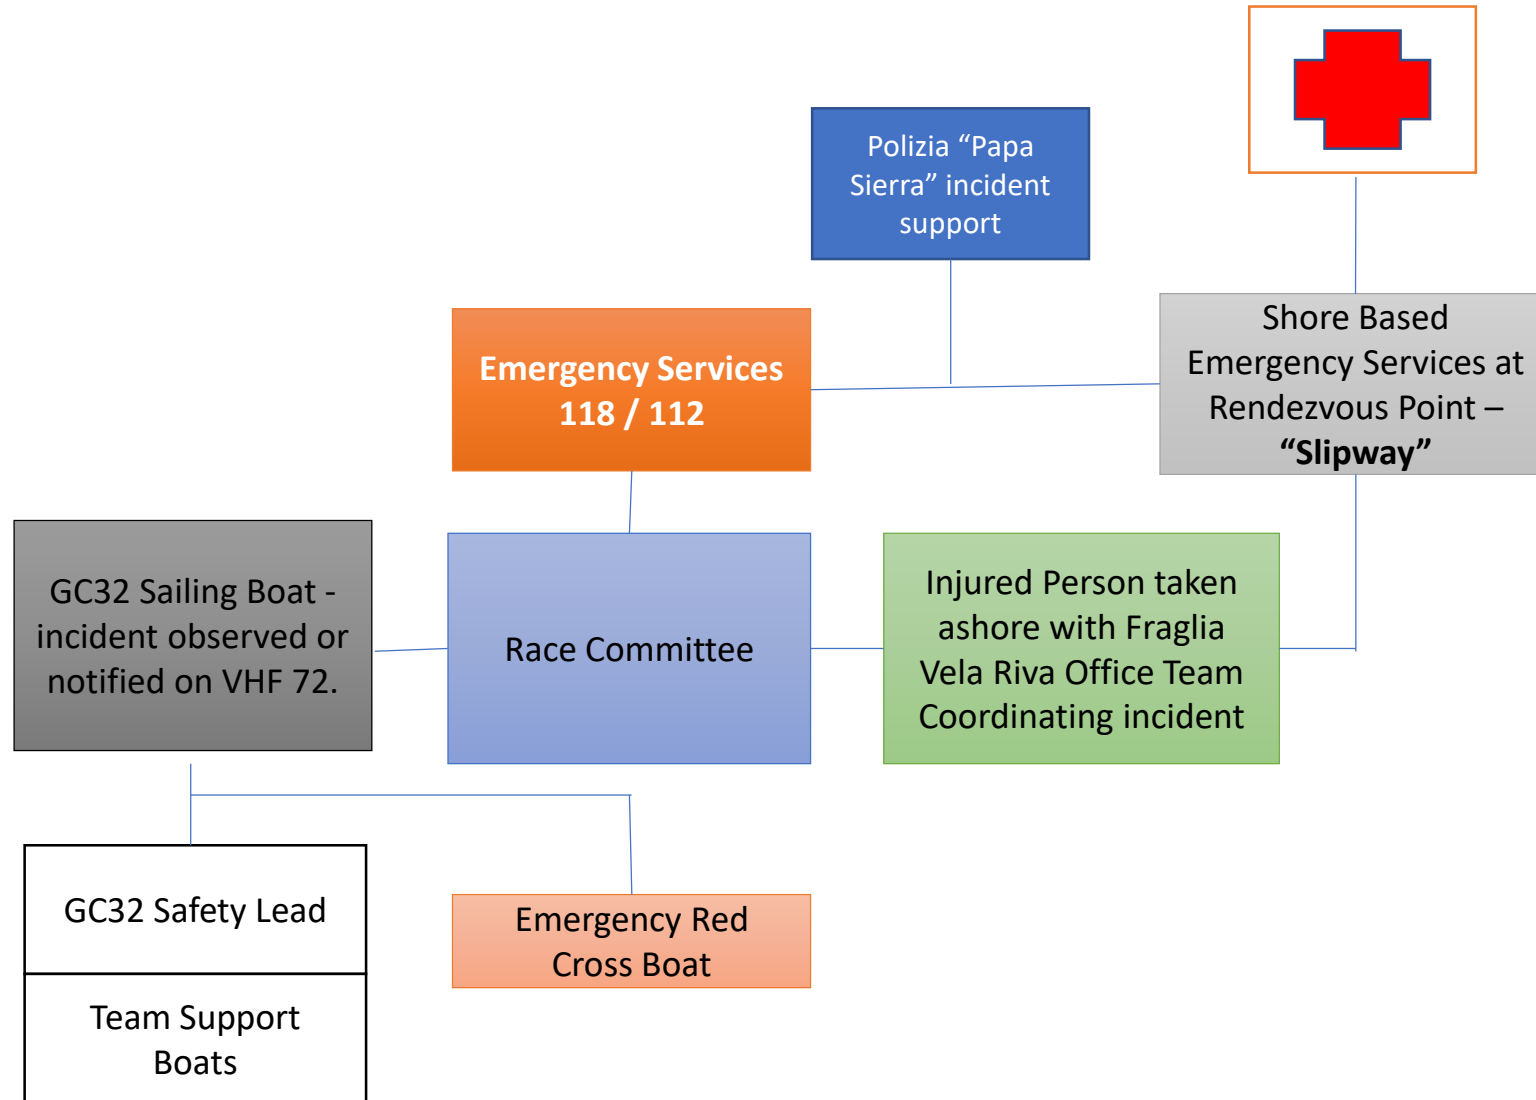 Polizia “Papa
Sierra” incident
support
Emergency Services
118 / 112
Shore Based
Emergency Services at
Rendezvous Point –
“Slipway”
GC32 Sailing Boat -
incident observed or
notified on VHF 72.
Race Committee
Injured Person taken
ashore with Fraglia
Vela Riva Office Team
Coordinating incident
GC32 Safety Lead
Team Support
Boats
Emergency Red
Cross Boat